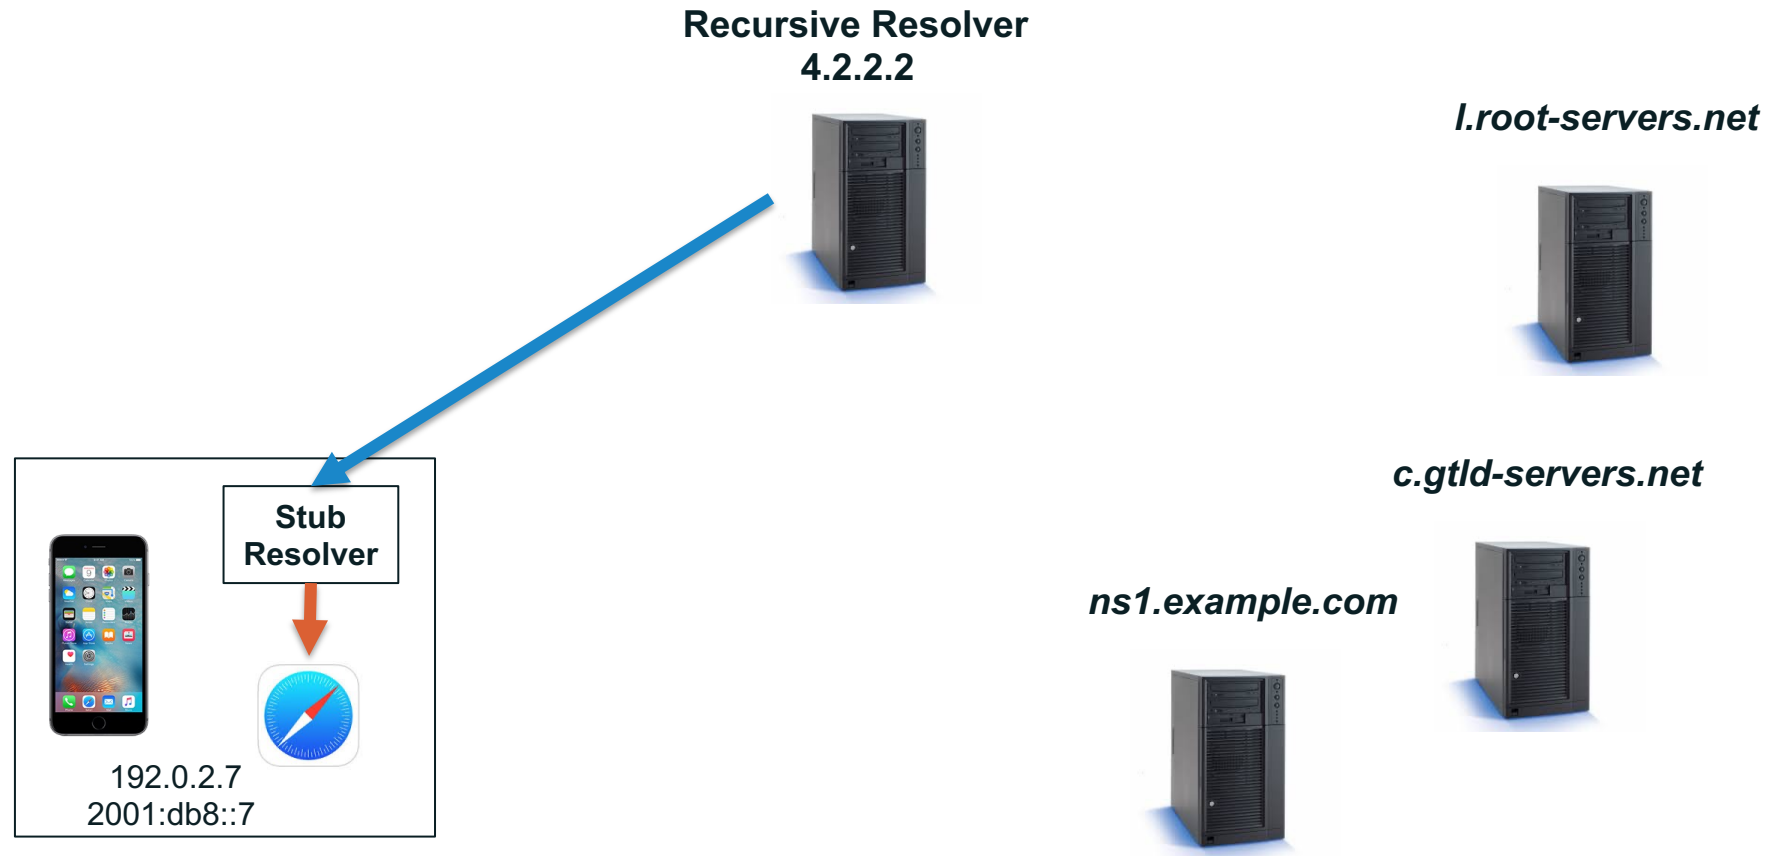 Recursive Resolver
4.2.2.2
l.root-servers.net
c.gtld-servers.net
Stub
Resolver
ns1.example.com
192.0.2.7
2001:db8::7